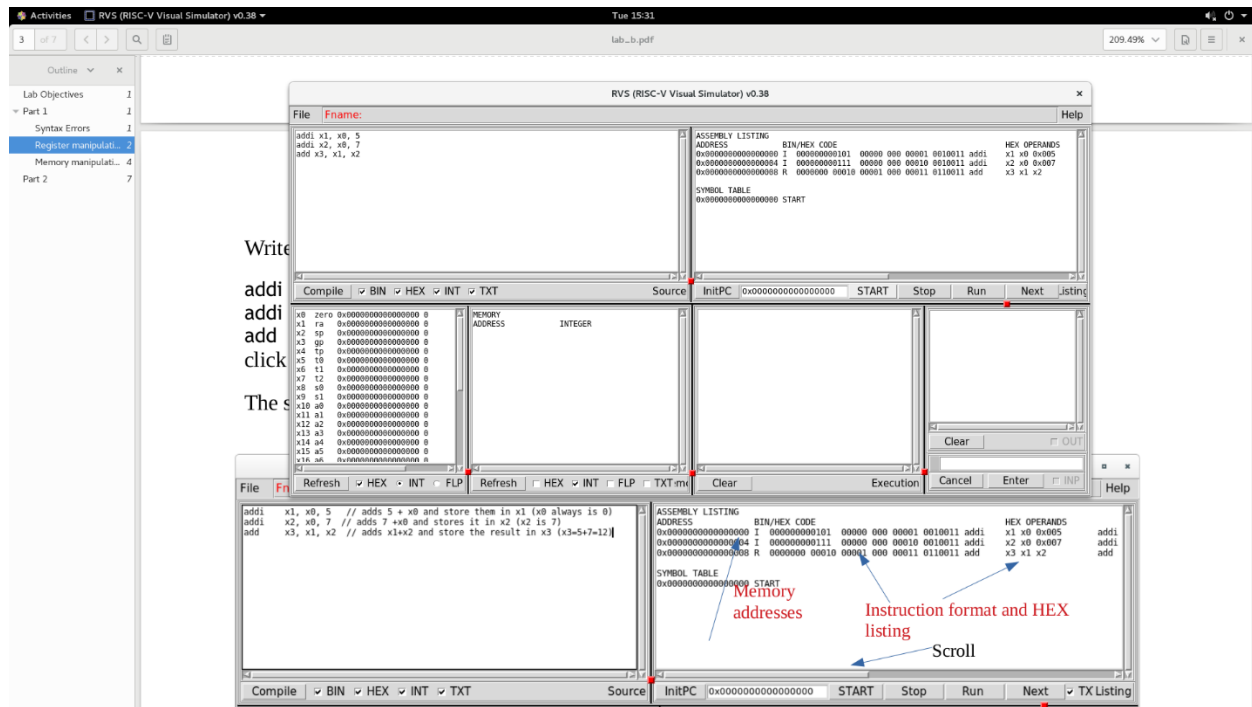 Activities RVS (RISC-V Visual Simulator) v0.38 Tue 15:31
3 of 7 lab_b.pdf 209.49%
Outline
Lab Objectives 1
Part 1 1
Syntax Errors 1
Register manipulati... 2
Memory manipulati... 4
Part 2 7
Write
addi
addi
add
click
The s
RVS (RISC-V Visual Simulator) v0.38
File Fname: Help
addi x1, x0, 5
addi x2, x0, 7
add x3, x1, x2
ASSEMBLY LISTING
ADDRESS BIN/HEX CODE HEX OPERANDS
0x0000000000000000 I 000000000101 00000 000 00001 0010011 addi x1 x0 0x005
0x0000000000000004 I 000000000111 00000 000 00010 0010011 addi x2 x0 0x007
0x0000000000000008 R 0000000 00010 00001 000 00011 0110011 add x3 x1 x2
SYMBOL TABLE
0x0000000000000000 START
Compile BIN HEX INT TXT Source
InitPC 0x0000000000000000 START Stop Run Next Listing
x0 zero 0x0000000000000000 0
x1 ra 0x0000000000000000 0
x2 sp 0x0000000000000000 0
x3 gp 0x0000000000000000 0
x4 tp 0x0000000000000000 0
x5 t0 0x0000000000000000 0
x6 t1 0x0000000000000000 0
x7 t2 0x0000000000000000 0
x8 s0 0x0000000000000000 0
x9 s1 0x0000000000000000 0
x10 a0 0x0000000000000000 0
x11 a1 0x0000000000000000 0
x12 a2 0x0000000000000000 0
x13 a3 0x0000000000000000 0
x14 a4 0x0000000000000000 0
x15 a5 0x0000000000000000 0
x16 a6 0x0000000000000000 0
MEMORY
ADDRESS INTEGER
Refresh HEX INT FLP
Refresh HEX INT FLP TXT
Clear Execution
Clear OUT
Cancel Enter INP
File Fn Help
addi x1, x0, 5 // adds 5 + x0 and store them in x1 (x0 always is 0)
addi x2, x0, 7 // adds 7 +x0 and stores it in x2 (x2 is 7)
add x3, x1, x2 // adds x1+x2 and store the result in x3 (x3=5+7=12)
ASSEMBLY LISTING
ADDRESS BIN/HEX CODE HEX OPERANDS
0x0000000000000000 I 000000000101 00000 000 00001 0010011 addi x1 x0 0x005 addi
0x0000000000000004 I 000000000111 00000 000 00010 0010011 addi x2 x0 0x007 addi
0x0000000000000008 R 0000000 00010 00001 000 00011 0110011 add x3 x1 x2 add
SYMBOL TABLE
0x0000000000000000 START
Memory
addresses
Instruction format and HEX
listing
Scroll
Compile BIN HEX INT TXT Source
InitPC 0x0000000000000000 START Stop Run Next TX Listing